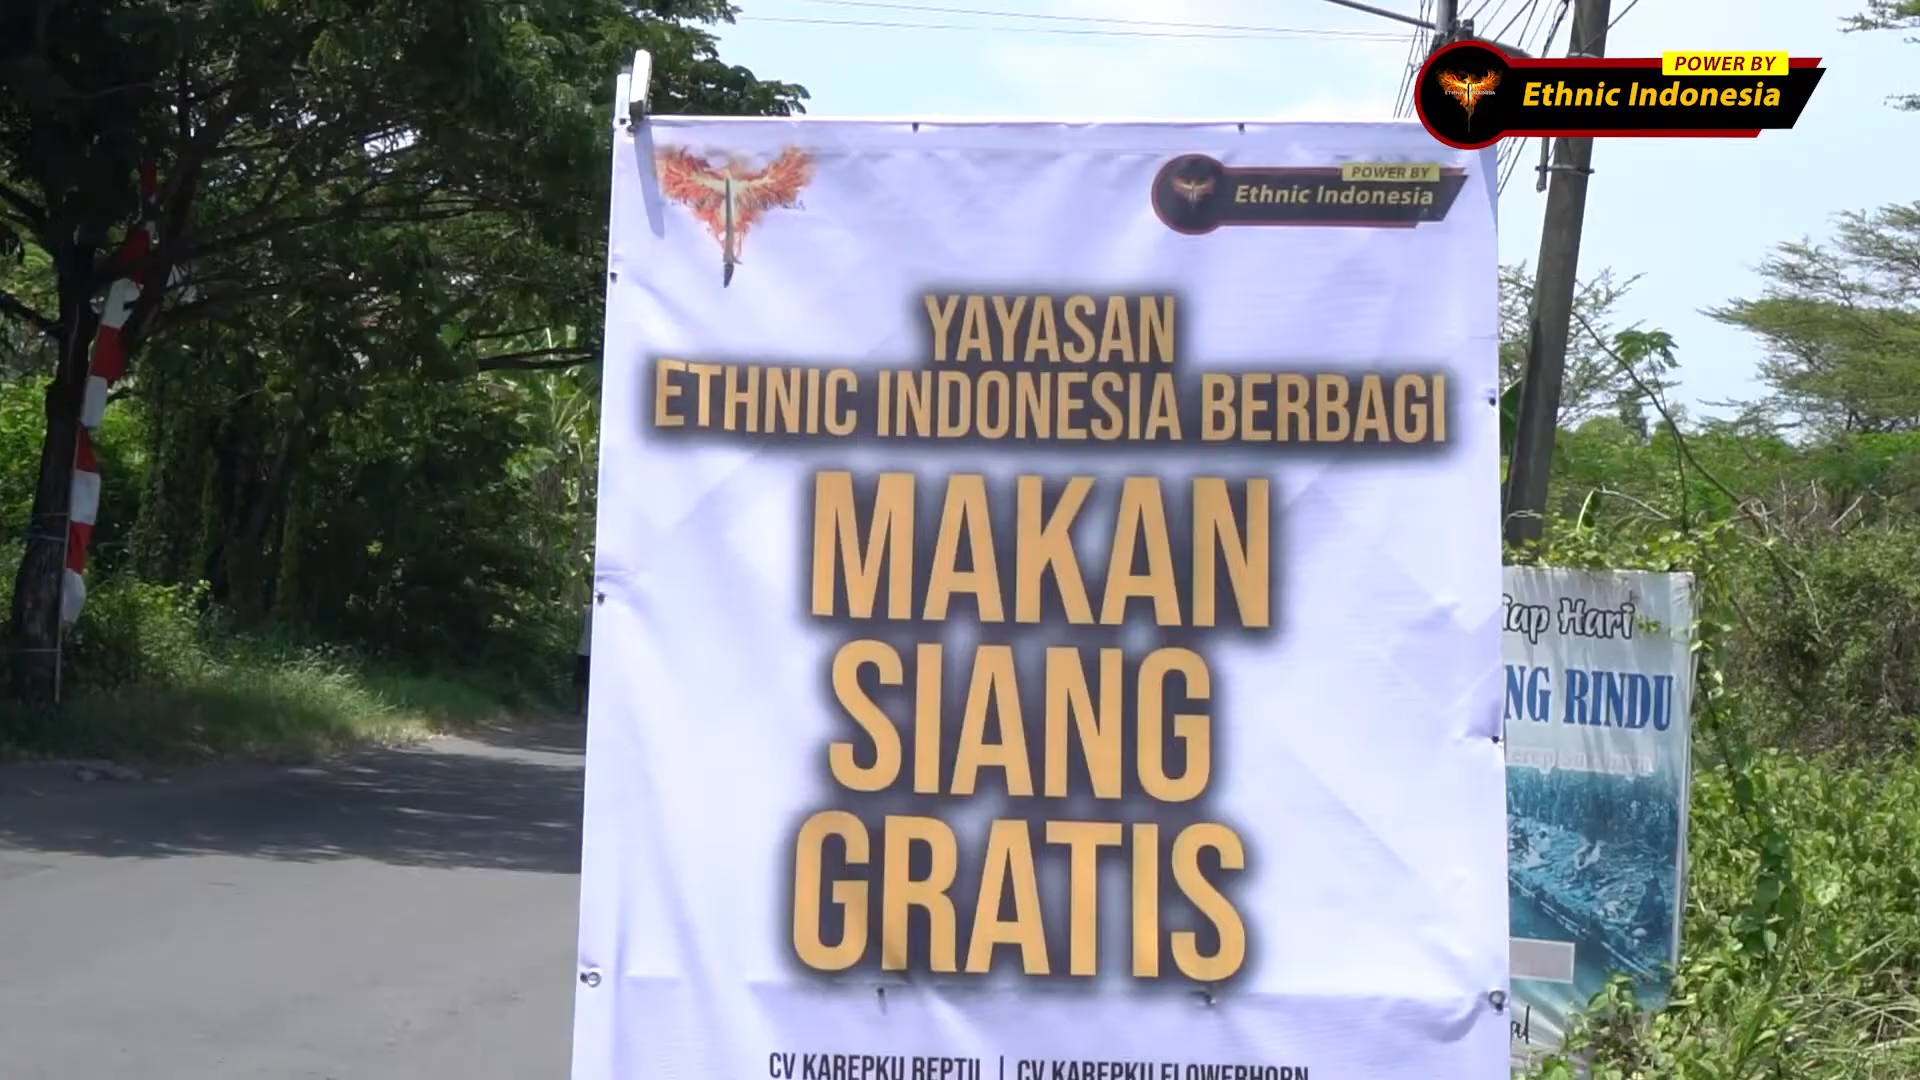 POWER BY
Ethnic Indonesia
POWER BY
Ethnic Indonesia
YAYASAN
ETHNIC INDONESIA BERBAGI
MAKAN
SIANG
GRATIS
CV KAREPKU REPTIL | CV KAREPKU FLOWERHORN
Hari
RINDU